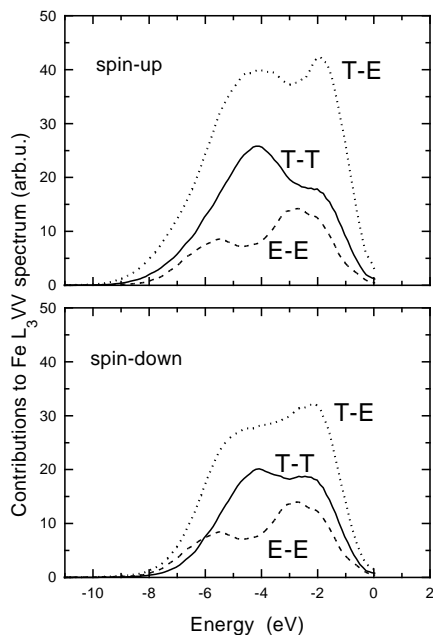 Contributions to Fe L3VV spectrum (arb.u.)
50
40
30
20
10
0
spin-up
T-E
T-T
E-E
50
40
30
20
10
0
spin-down
T-E
T-T
E-E
-10 -8 -6 -4 -2 0 2
Energy (eV)